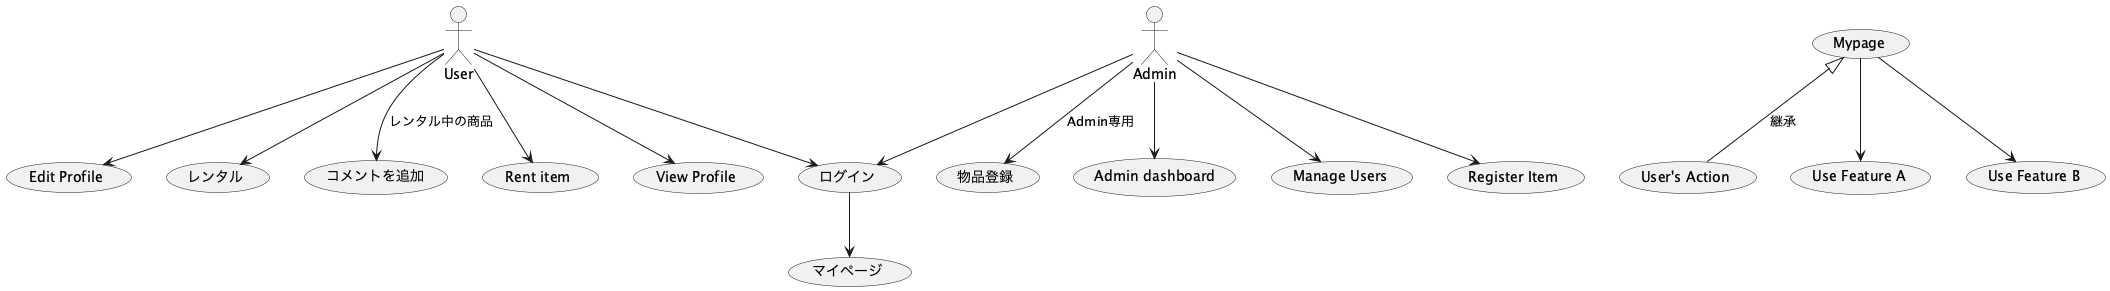 User
Admin
Mypage
レンタル中の商品
Admin専用
継承
Edit Profile
レンタル
コメントを追加
Rent item
View Profile
ログイン
物品登録
Admin dashboard
Manage Users
Register Item
User's Action
Use Feature A
Use Feature B
マイページ